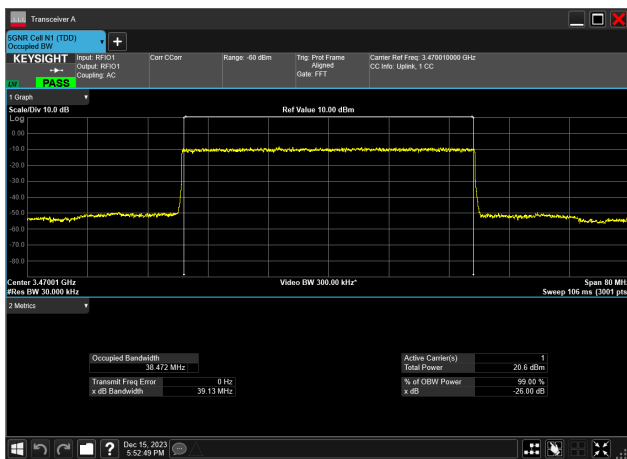 Transceiver A
5GNR Cell N1 (TDD)
Occupied BW
KEYSIGHT
LXI
PASS
Input: RFIO1
Output: RFIO1
Coupling: AC
Corr CCorr
Range: -60 dBm
Trig: Prot Frame
Aligned
Gate: FFT
Carrier Ref Freq: 3.470010000 GHz
CC Info: Uplink, 1 CC
1 Graph
Scale/Div 10.0 dB
Ref Value 10.00 dBm
Log
0.00
-10.0
-20.0
-30.0
-40.0
-50.0
-60.0
-70.0
-80.0
Center 3.47001 GHz
Video BW 300.00 kHz*
Span 80 MHz
#Res BW 30.000 kHz
Sweep 106 ms (3001 pts
2 Metrics
Occupied Bandwidth
38.472 MHz
Transmit Freq Error 0 Hz
x dB Bandwidth 39.13 MHz
Active Carrier(s) 1
Total Power 20.6 dBm
% of OBW Power 99.00 %
x dB -26.00 dB
Dec 15, 2023
5:52:49 PM